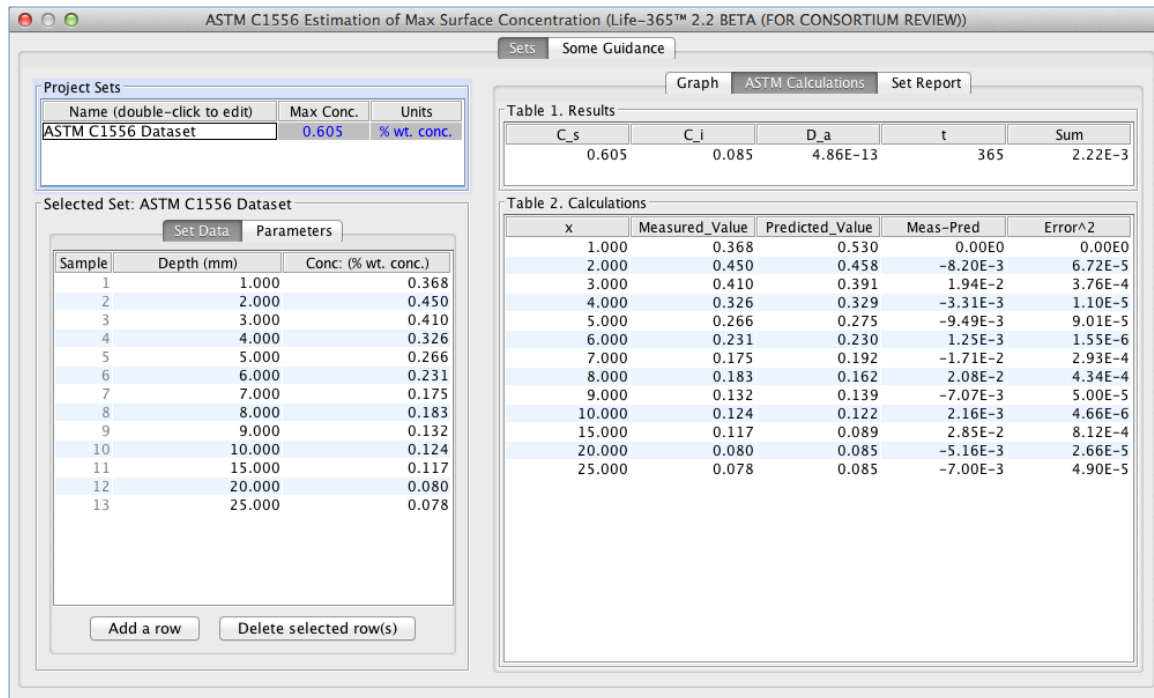 ASTM C1556 Estimation of Max Surface Concentration (Life-365™ 2.2 BETA (FOR CONSORTIUM REVIEW))
Sets Some Guidance
Project Sets
Name (double-click to edit) Max Conc. Units
ASTM C1556 Dataset 0.605 % wt. conc.
Selected Set: ASTM C1556 Dataset
Set Data Parameters
Sample Depth (mm) Conc: (% wt. conc.)
1 1.000 0.368
2 2.000 0.450
3 3.000 0.410
4 4.000 0.326
5 5.000 0.266
6 6.000 0.231
7 7.000 0.175
8 8.000 0.183
9 9.000 0.132
10 10.000 0.124
11 15.000 0.117
12 20.000 0.080
13 25.000 0.078
Add a row Delete selected row(s)
Graph ASTM Calculations Set Report
Table 1. Results
C_s C_i D_a t Sum
0.605 0.085 4.86E-13 365 2.22E-3
Table 2. Calculations
x Measured_Value Predicted_Value Meas-Pred Error^2
1.000 0.368 0.530 0.00E0 0.00E0
2.000 0.450 0.458 -8.20E-3 6.72E-5
3.000 0.410 0.391 1.94E-2 3.76E-4
4.000 0.326 0.329 -3.31E-3 1.10E-5
5.000 0.266 0.275 -9.49E-3 9.01E-5
6.000 0.231 0.230 1.25E-3 1.55E-6
7.000 0.175 0.192 -1.71E-2 2.93E-4
8.000 0.183 0.162 2.08E-2 4.34E-4
9.000 0.132 0.139 -7.07E-3 5.00E-5
10.000 0.124 0.122 2.16E-3 4.66E-6
15.000 0.117 0.089 2.85E-2 8.12E-4
20.000 0.080 0.085 -5.16E-3 2.66E-5
25.000 0.078 0.085 -7.00E-3 4.90E-5